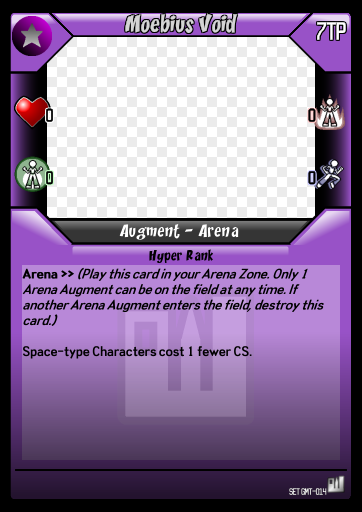 Moebius Void
7TP
0
0
0
0
Augment - Arena
Hyper Rank
Arena >> (Play this card in your Arena Zone. Only 1
Arena Augment can be on the field at any time. If
another Arena Augment enters the field, destroy this
card.)
Space-type Characters cost 1 fewer CS.
SET GMT-014